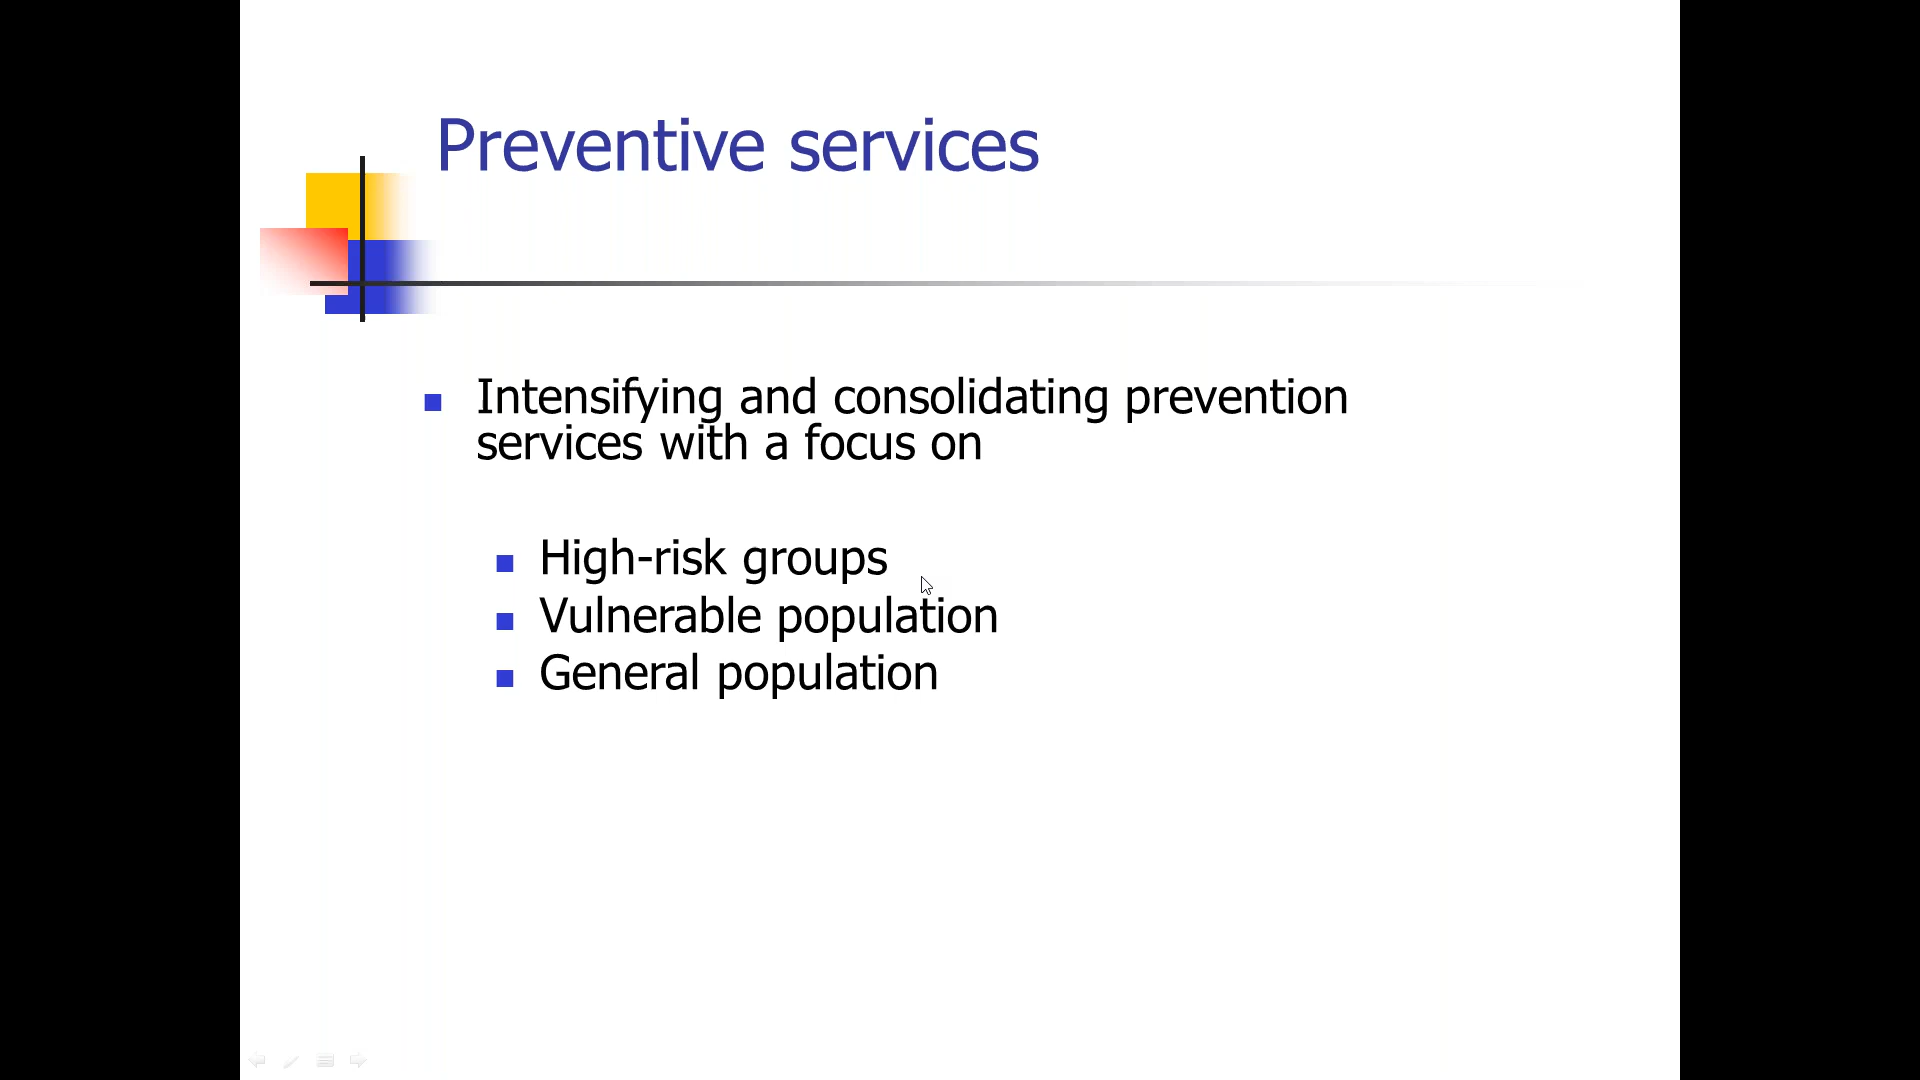 Preventive services
Intensifying and consolidating prevention
services with a focus on
High-risk groups
Vulnerable population
General population